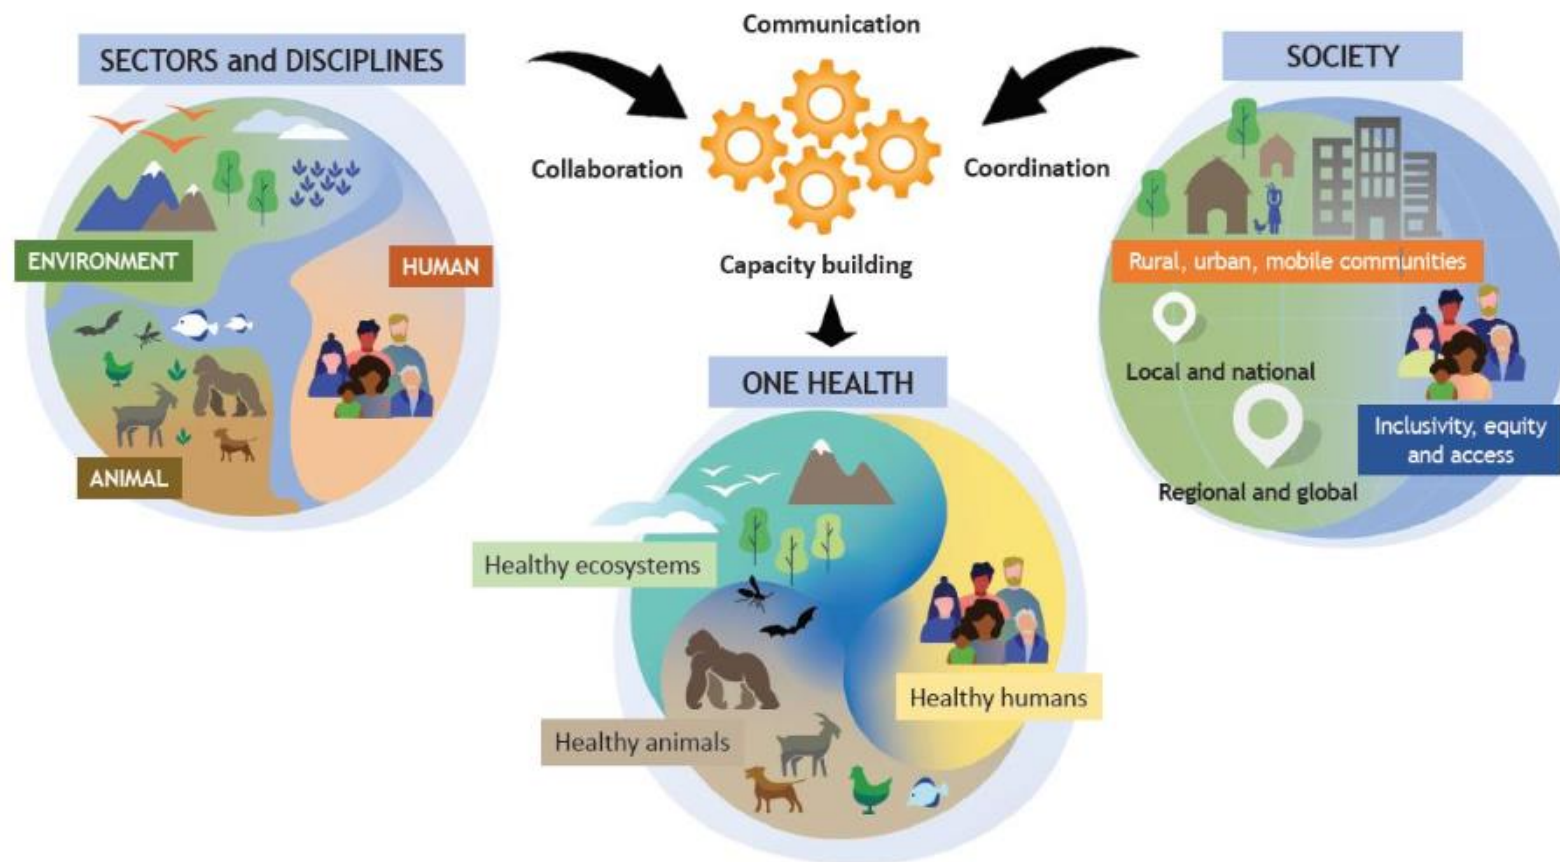 SECTORS and DISCIPLINES
ENVIRONMENT
HUMAN
ANIMAL
Communication
Collaboration
Coordination
Capacity building
SOCIETY
Rural, urban, mobile communities
Local and national
Inclusivity, equity
and access
Regional and global
ONE HEALTH
Healthy ecosystems
Healthy humans
Healthy animals